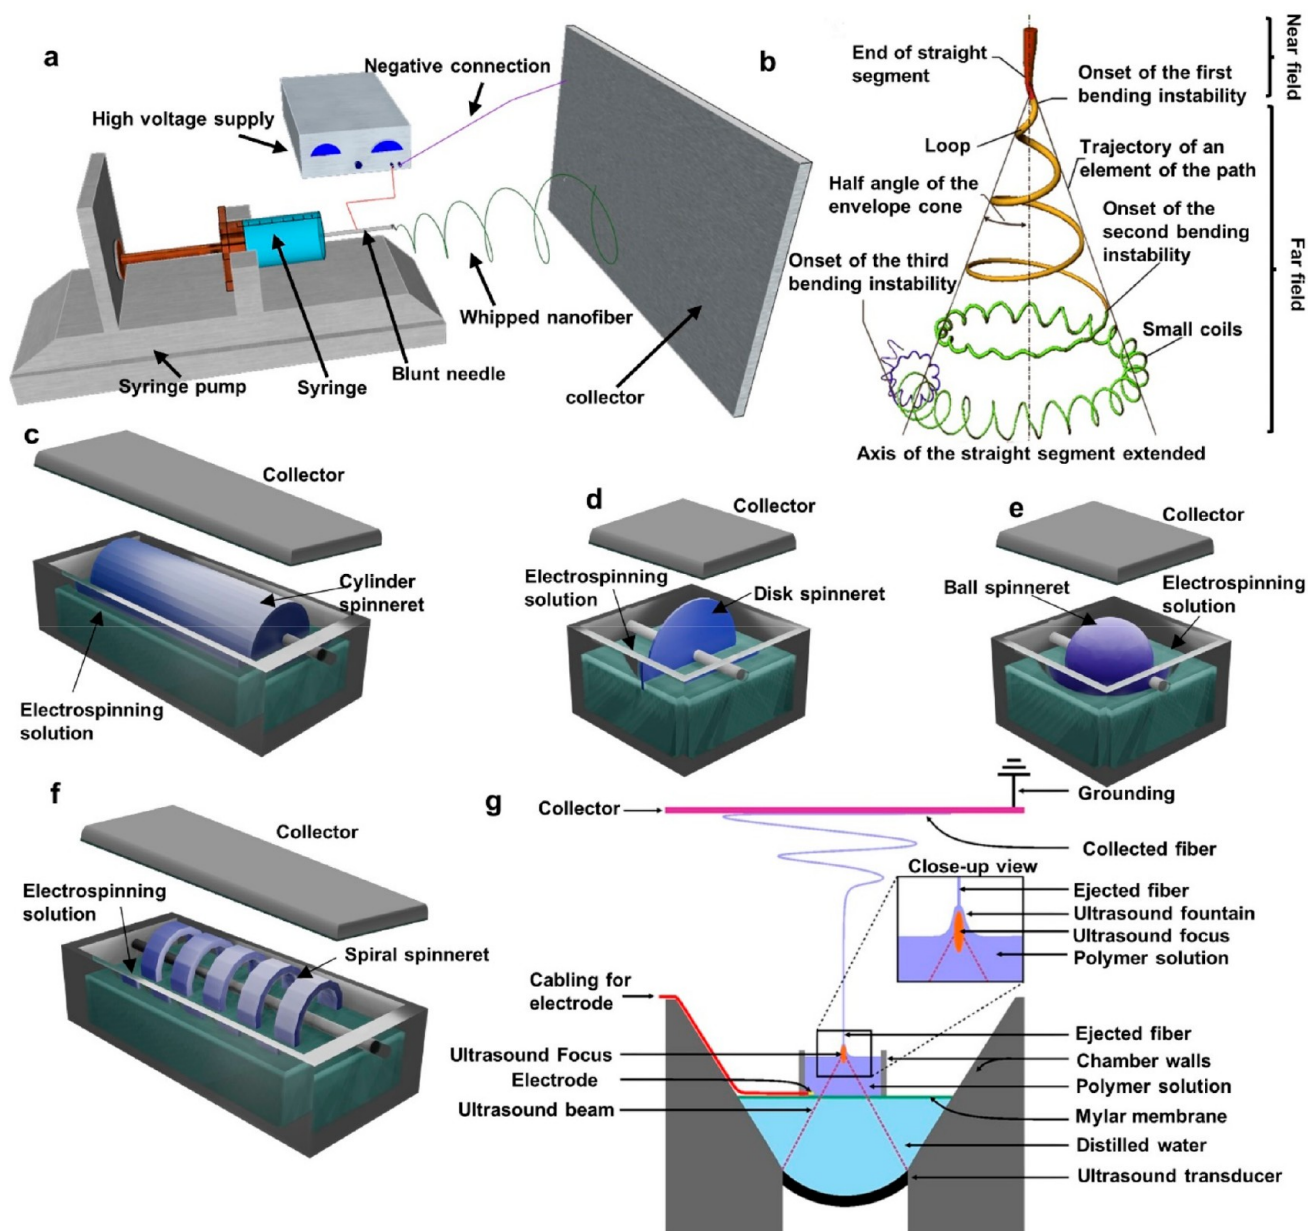 a
Negative connection
High voltage supply
Whipped nanofiber
Syringe pump
Syringe
Blunt needle
collector
b
End of straight
segment
Near field
Onset of the first
bending instability
Loop
Trajectory of an
element of the path
Half angle of the
envelope cone
Onset of the
second bending
instability
Onset of the third
bending instability
Far field
Small coils
Axis of the straight segment extended
c
Collector
Cylinder
spinneret
Electrospinning
solution
d
Collector
Electrospinning
solution
Disk spinneret
e
Collector
Ball spinneret
Electrospinning
solution
f
Collector
Electrospinning
solution
Spiral spinneret
g
Collector
Grounding
Collected fiber
Close-up view
Ejected fiber
Ultrasound fountain
Ultrasound focus
Polymer solution
Cabling for
electrode
Ultrasound Focus
Electrode
Ultrasound beam
Ejected fiber
Chamber walls
Polymer solution
Mylar membrane
Distilled water
Ultrasound transducer